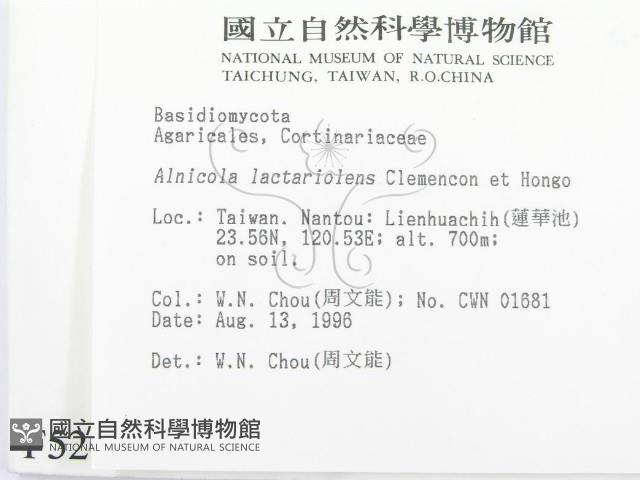 國立自然科學博物館
NATIONAL MUSEUM OF NATURAL SCIENCE
TAICHUNG, TAIWAN, R.O.CHINA
Basidiomycota
Agaricales, Cortinariaceae
Alnicola lactariolens Clemencon et Hongo
Loc.: Taiwan. Nantou: Lienhuachih(蓮華池)
23.56N, 120.53E; alt. 700m;
on soil.
Col.: W.N. Chou(周文能); No. CWN 01681
Date: Aug. 13, 1996
Det.: W.N. Chou(周文能)
國立自然科學博物館
NATIONAL MUSEUM OF NATURAL SCIENCE